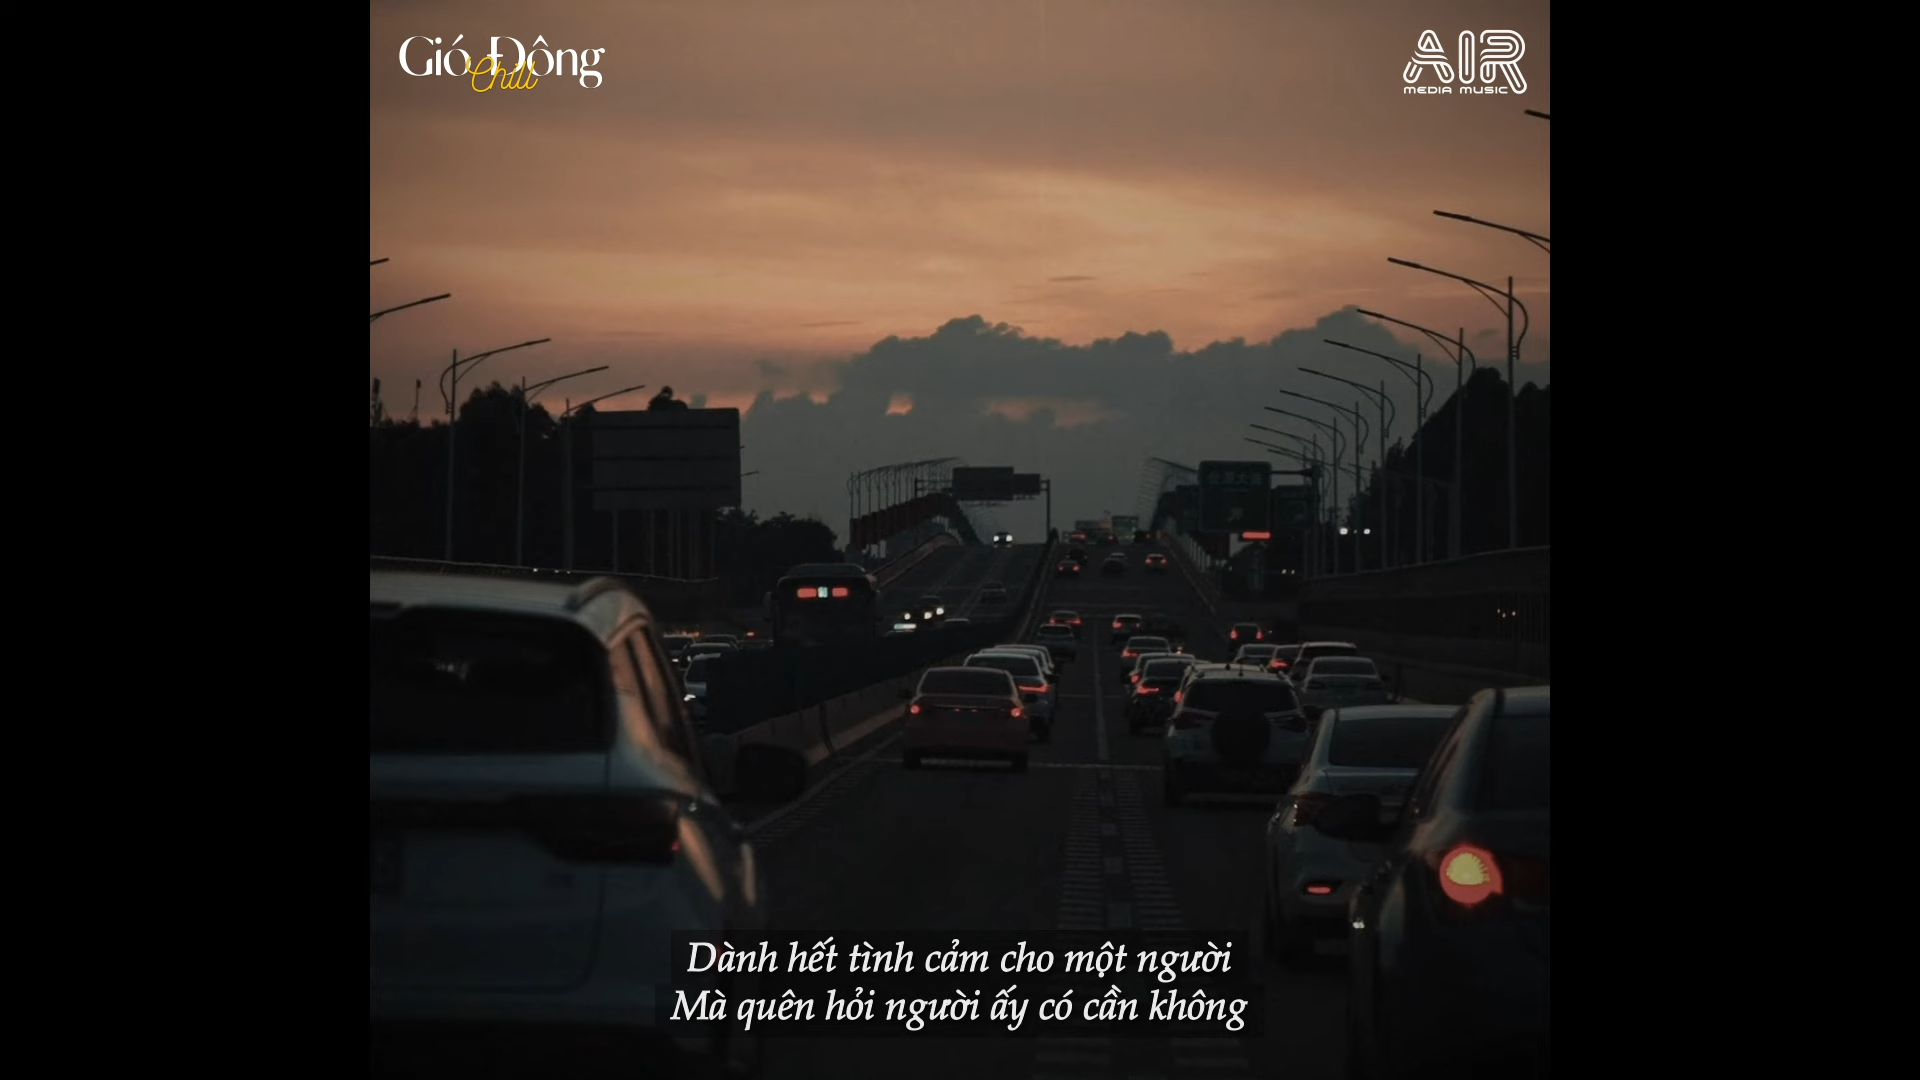 Gió Đông
Chill
AIR
MEDIA MUSIC
Dành hết tình cảm cho một người
Mà quên hỏi người ấy có cần không